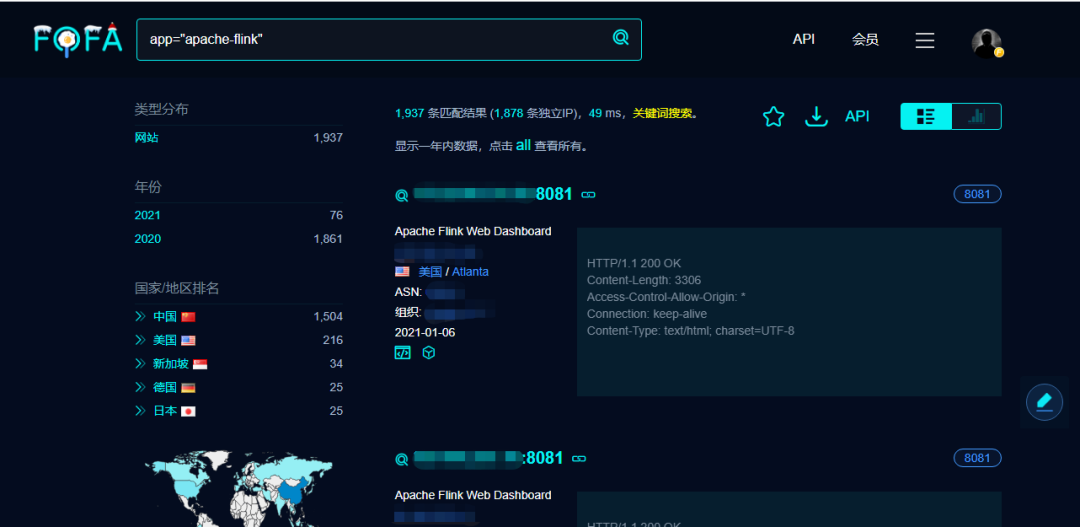 FOFA
app="apache-flink"
API
会员
类型分布
网站 1,937
年份
2021 76
2020 1,861
国家/地区排名
中国 1,504
美国 216
新加坡 34
德国 25
日本 25
1,937 条匹配结果 (1,878 条独立IP)，49 ms，关键词搜索。
显示一年内数据，点击 all 查看所有。
API
8081
8081
Apache Flink Web Dashboard
美国 / Atlanta
ASN:
组织:
2021-01-06
HTTP/1.1 200 OK
Content-Length: 3306
Access-Control-Allow-Origin: *
Connection: keep-alive
Content-Type: text/html; charset=UTF-8
:8081
8081
Apache Flink Web Dashboard
HTTP/1.1 200 OK